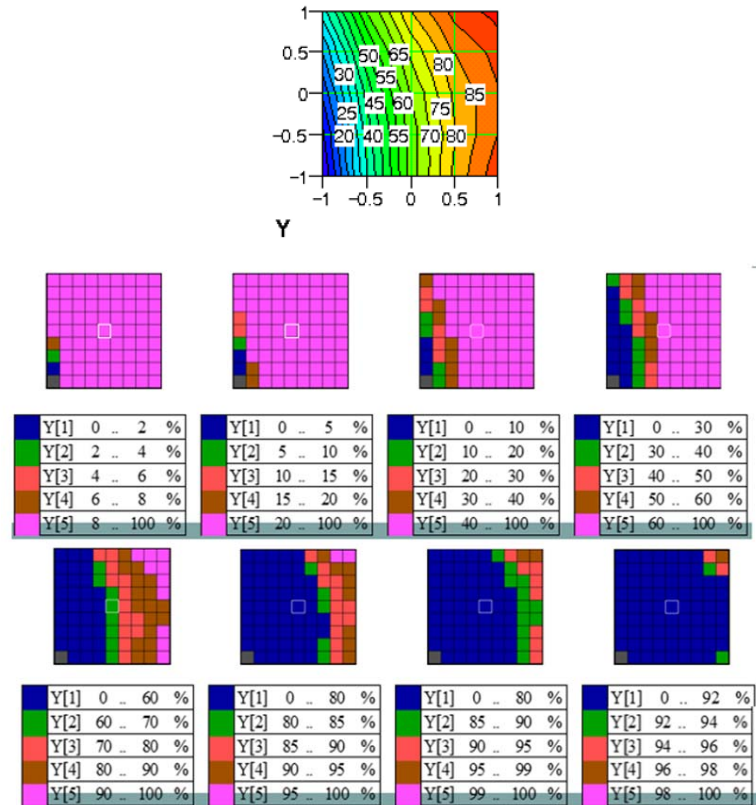 1
50 65
0.5
80
30 55
0 85
45 60
25 75
-0.5 20 40 55 70 80
-1
-1 -0.5 0 0.5 1
Y
Y[1] 0 .. 2 %
Y[2] 2 .. 4 %
Y[3] 4 .. 6 %
Y[4] 6 .. 8 %
Y[5] 8 .. 100 %
Y[1] 0 .. 5 %
Y[2] 5 .. 10 %
Y[3] 10 .. 15 %
Y[4] 15 .. 20 %
Y[5] 20 .. 100 %
Y[1] 0 .. 10 %
Y[2] 10 .. 20 %
Y[3] 20 .. 30 %
Y[4] 30 .. 40 %
Y[5] 40 .. 100 %
Y[1] 0 .. 30 %
Y[2] 30 .. 40 %
Y[3] 40 .. 50 %
Y[4] 50 .. 60 %
Y[5] 60 .. 100 %
Y[1] 0 .. 60 %
Y[2] 60 .. 70 %
Y[3] 70 .. 80 %
Y[4] 80 .. 90 %
Y[5] 90 .. 100 %
Y[1] 0 .. 80 %
Y[2] 80 .. 85 %
Y[3] 85 .. 90 %
Y[4] 90 .. 95 %
Y[5] 95 .. 100 %
Y[1] 0 .. 80 %
Y[2] 85 .. 90 %
Y[3] 90 .. 95 %
Y[4] 95 .. 99 %
Y[5] 99 .. 100 %
Y[1] 0 .. 92 %
Y[2] 92 .. 94 %
Y[3] 94 .. 96 %
Y[4] 96 .. 98 %
Y[5] 98 .. 100 %